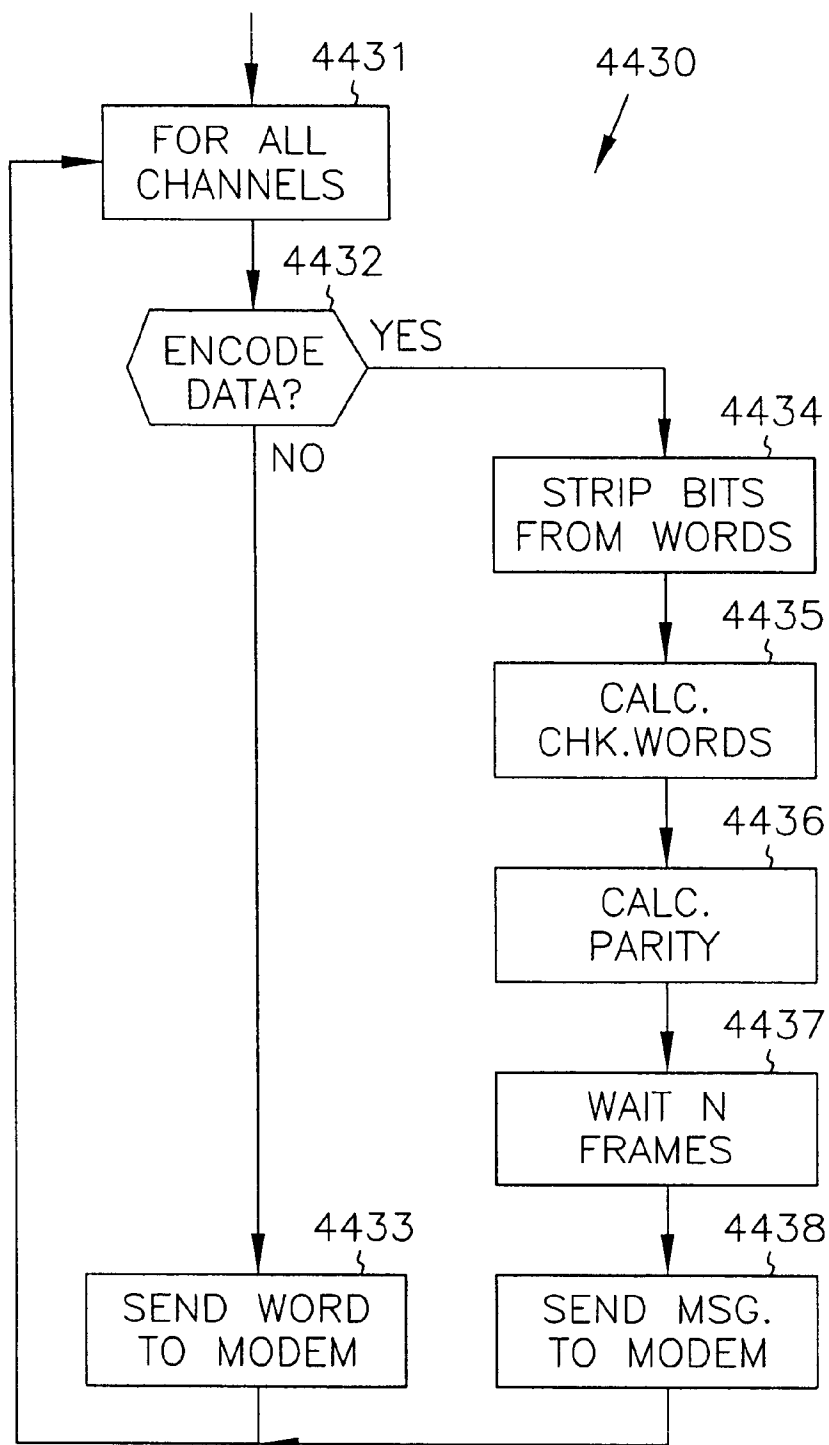 4431
4430
FOR ALL
CHANNELS
4432
ENCODE
DATA?
YES
NO
4434
STRIP BITS
FROM WORDS
4435
CALC.
CHK.WORDS
4436
CALC.
PARITY
4437
WAIT N
FRAMES
4433
SEND WORD
TO MODEM
4438
SEND MSG.
TO MODEM